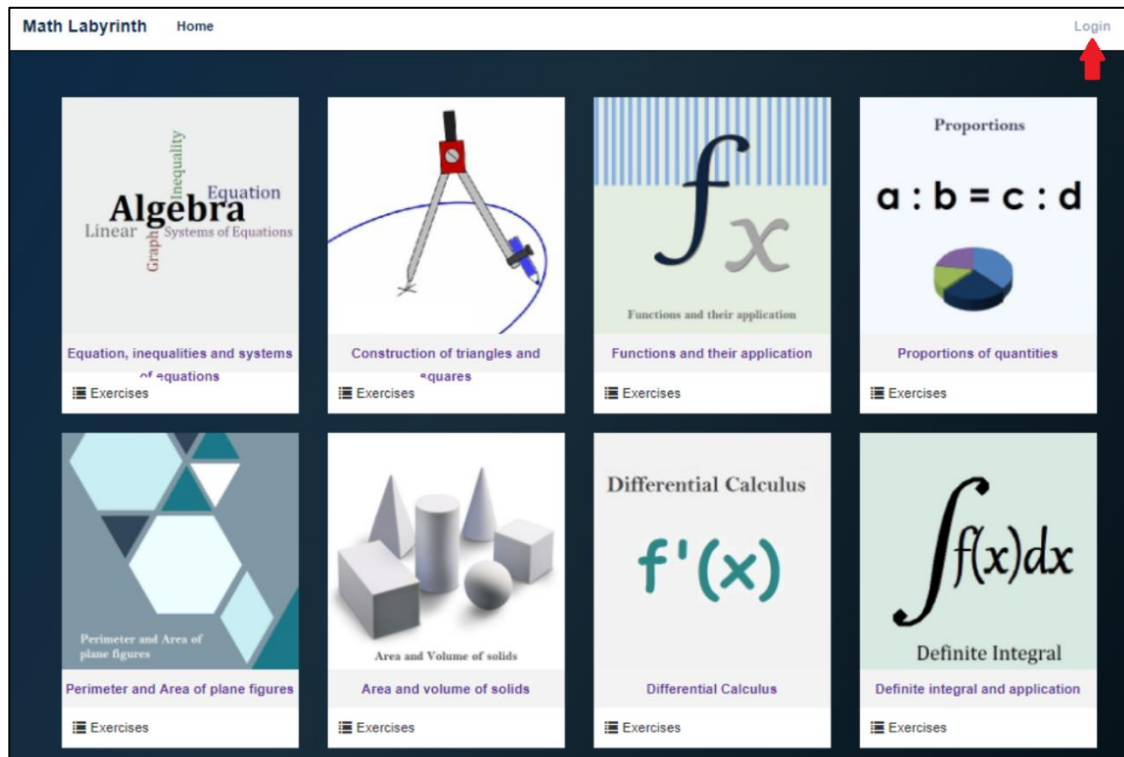 Math Labyrinth Home Login
Inequality
Equation
Algebra
Linear
Systems of Equations
Graph
f
x
Functions and their application
Proportions
a : b = c : d
Equation, inequalities and systems
of equations
Exercises
Construction of triangles and
squares
Exercises
Functions and their application
Exercises
Proportions of quantities
Exercises
Perimeter and Area of
plane figures
Area and Volume of solids
Differential Calculus
f'(x)
∫f(x)dx
Definite Integral
Perimeter and Area of plane figures
Exercises
Area and volume of solids
Exercises
Differential Calculus
Exercises
Definite integral and application
Exercises